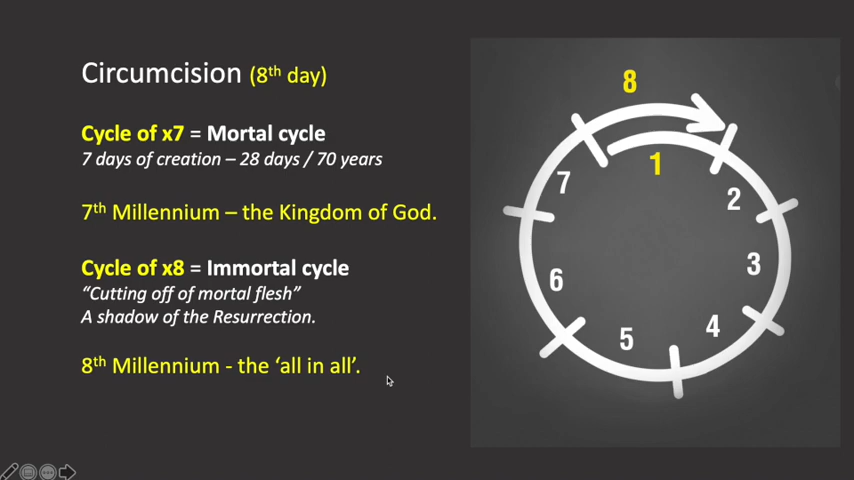 Circumcision (8th day)
Cycle of x7 = Mortal cycle
7 days of creation – 28 days / 70 years
7th Millennium – the Kingdom of God.
Cycle of x8 = Immortal cycle
“Cutting off of mortal flesh”
A shadow of the Resurrection.
8th Millennium - the ‘all in all’.
8
1
2
3
4
5
6
7